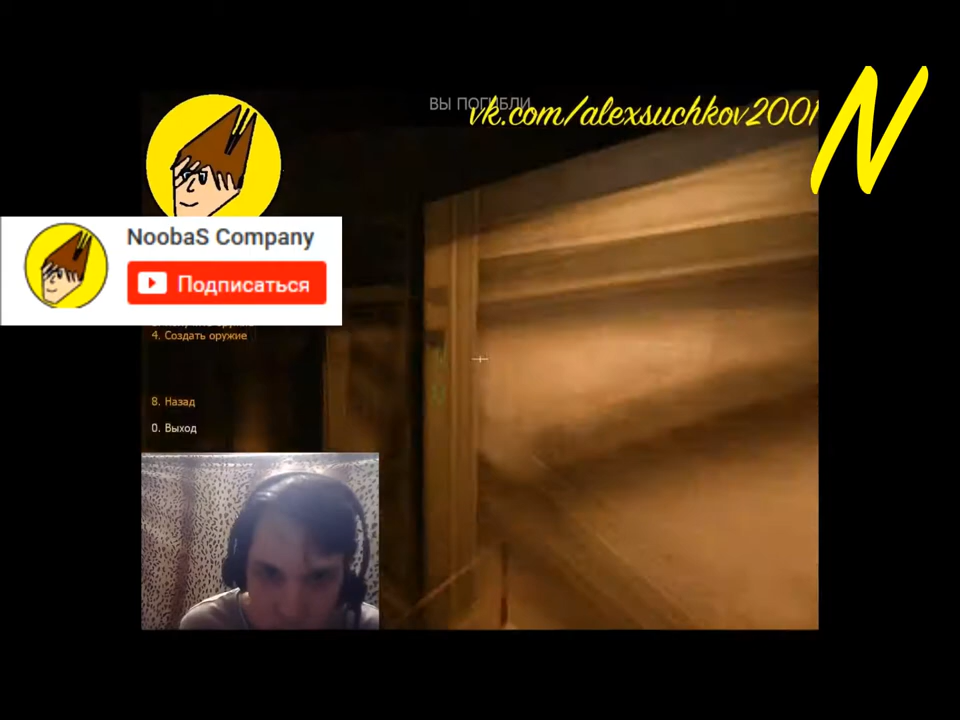 ВЫ ПОГИБЛИ
vk.com/alexsuchkov2001
N
NoobaS Company
Подписаться
4. Создать оружие
8. Назад
0. Выход